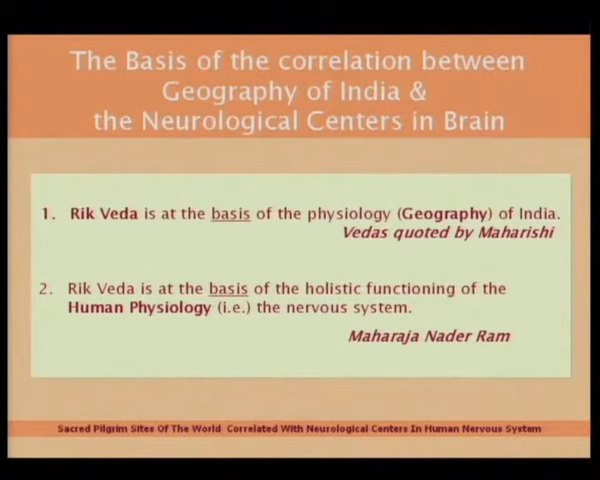 The Basis of the correlation between
Geography of India &
the Neurological Centers in Brain
1. Rik Veda is at the basis of the physiology (Geography) of India.
Vedas quoted by Maharishi
2. Rik Veda is at the basis of the holistic functioning of the
Human Physiology (i.e.) the nervous system.
Maharaja Nader Ram
Sacred Pilgrim Sites Of The World Correlated With Neurological Centers In Human Nervous System